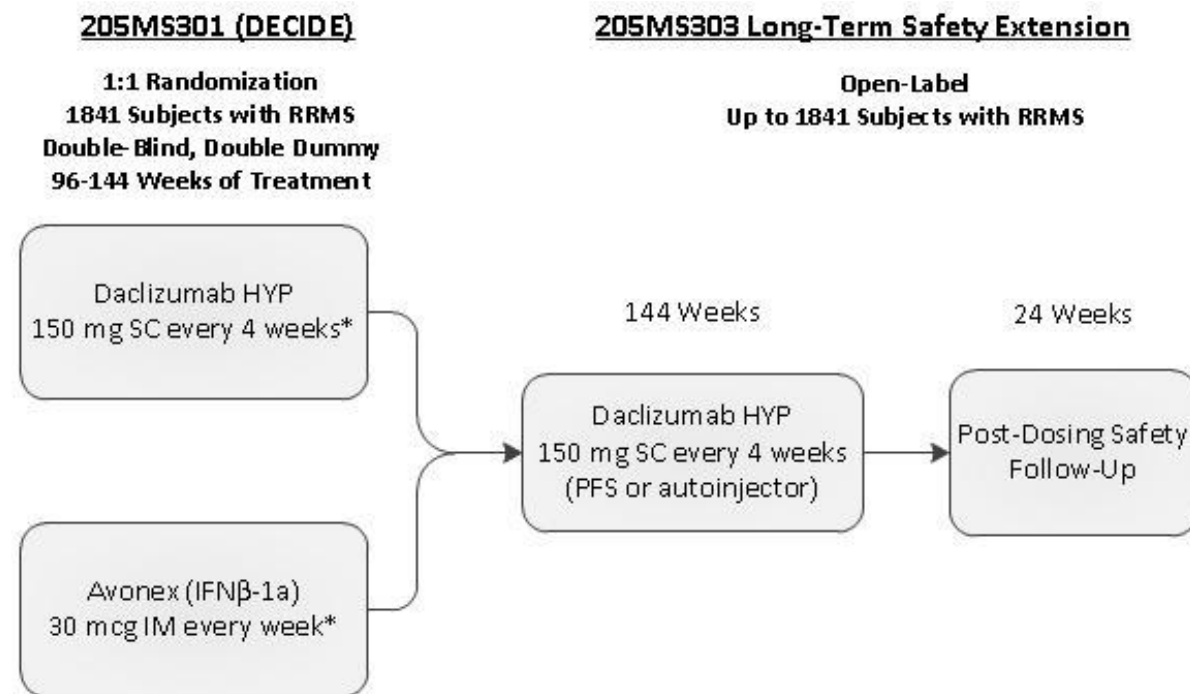 205MS301 (DECIDE)
1:1 Randomization
1841 Subjects with RRMS
Double-Blind, Double Dummy
96-144 Weeks of Treatment
Daclizumab HYP
150 mg SC every 4 weeks*
Avonex (IFNβ-1a)
30 mcg IM every week*
205MS303 Long-Term Safety Extension
Open-Label
Up to 1841 Subjects with RRMS
144 Weeks
Daclizumab HYP
150 mg SC every 4 weeks
(PFS or autoinjector)
24 Weeks
Post-Dosing Safety
Follow-Up